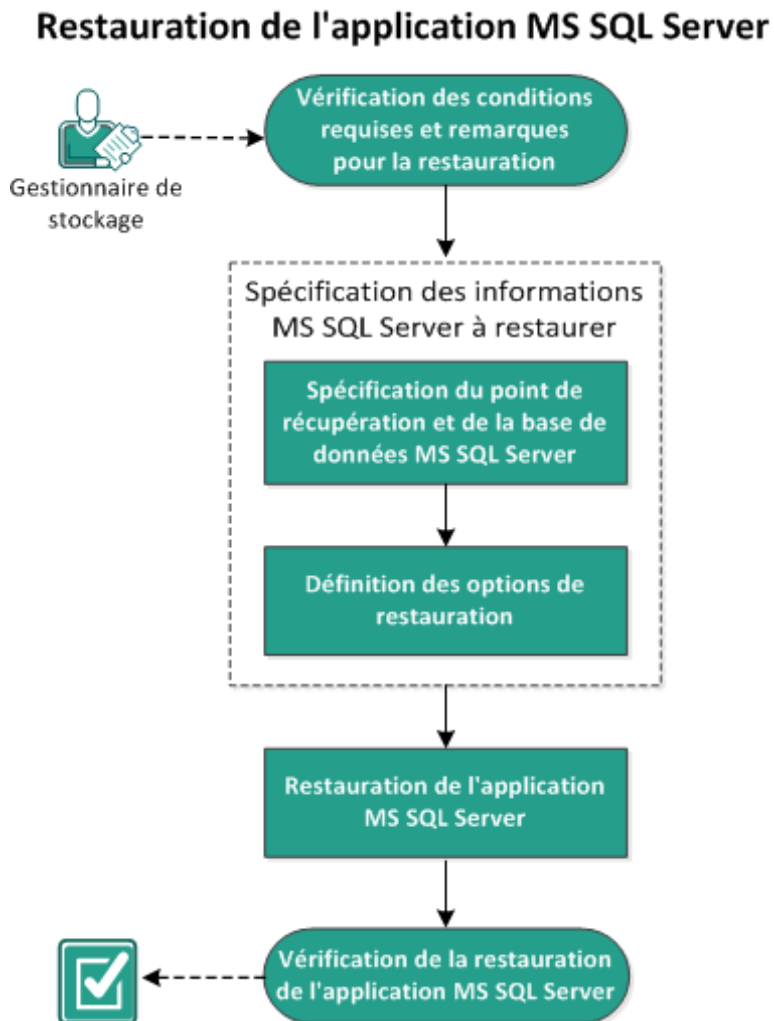 Restauration de l'application MS SQL Server
Vérification des conditions
requises et remarques
pour la restauration
Gestionnaire de
stockage
Spécification des informations
MS SQL Server à restaurer
Spécification du point de
récupération et de la base de
données MS SQL Server
Définition des options de
restauration
Restauration de l'application
MS SQL Server
Vérification de la restauration
de l'application MS SQL Server